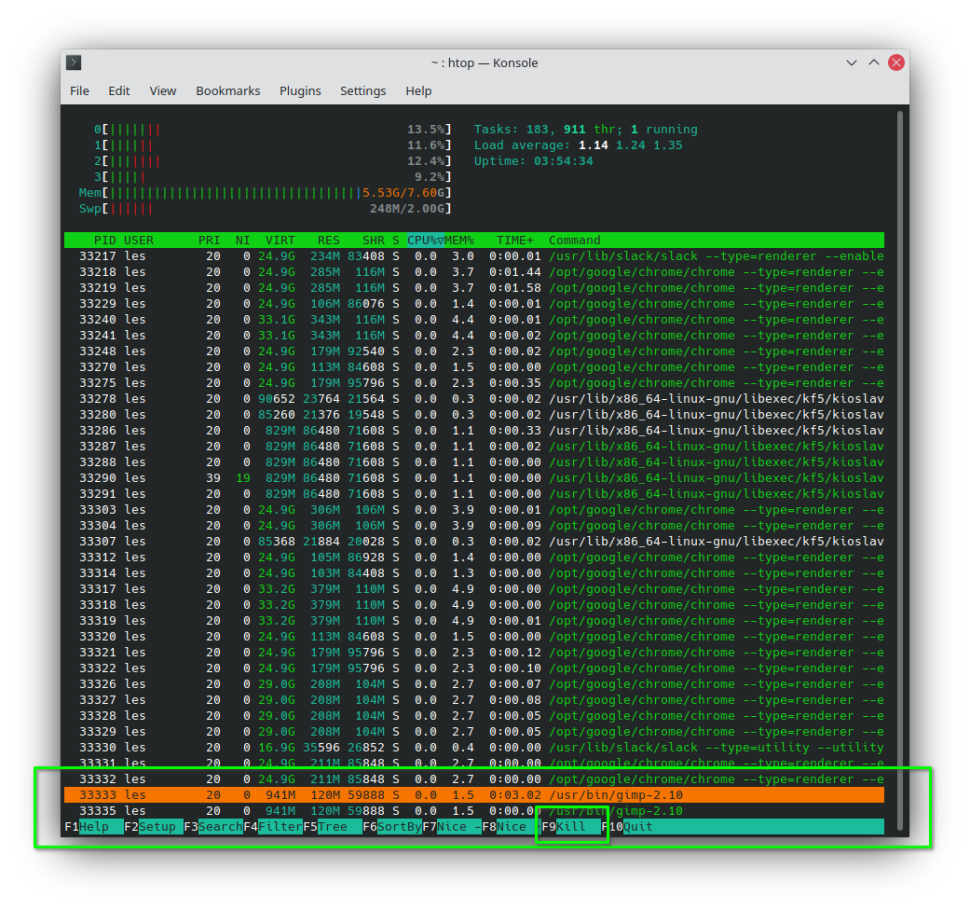 ~ : htop — Konsole
File Edit View Bookmarks Plugins Settings Help
0[||||||| 13.5%] Tasks: 183, 911 thr; 1 running
1[|||||| 11.6%] Load average: 1.14 1.24 1.35
2[||||||| 12.4%] Uptime: 03:54:34
3[||||| 9.2%]
Mem[||||||||||||||||||||||||||||||||||5.53G/7.60G]
Swp[|||||| 248M/2.00G]
PID USER PRI NI VIRT RES SHR S CPU%▽MEM% TIME+ Command
33217 les 20 0 24.9G 234M 83408 S 0.0 3.0 0:00.01 /usr/lib/slack/slack --type=renderer --enable
33218 les 20 0 24.9G 285M 116M S 0.0 3.7 0:01.44 /opt/google/chrome/chrome --type=renderer --e
33219 les 20 0 24.9G 285M 116M S 0.0 3.7 0:01.58 /opt/google/chrome/chrome --type=renderer --e
33229 les 20 0 24.9G 106M 86076 S 0.0 1.4 0:00.01 /opt/google/chrome/chrome --type=renderer --e
33240 les 20 0 33.1G 343M 116M S 0.0 4.4 0:00.01 /opt/google/chrome/chrome --type=renderer --e
33241 les 20 0 33.1G 343M 116M S 0.0 4.4 0:00.02 /opt/google/chrome/chrome --type=renderer --e
33248 les 20 0 24.9G 179M 92540 S 0.0 2.3 0:00.02 /opt/google/chrome/chrome --type=renderer --e
33270 les 20 0 24.9G 113M 84608 S 0.0 1.5 0:00.00 /opt/google/chrome/chrome --type=renderer --e
33275 les 20 0 24.9G 179M 95796 S 0.0 2.3 0:00.35 /opt/google/chrome/chrome --type=renderer --e
33278 les 20 0 90652 23764 21564 S 0.0 0.3 0:00.02 /usr/lib/x86_64-linux-gnu/libexec/kf5/kioslav
33280 les 20 0 85260 21376 19548 S 0.0 0.3 0:00.02 /usr/lib/x86_64-linux-gnu/libexec/kf5/kioslav
33286 les 20 0 829M 86480 71608 S 0.0 1.1 0:00.33 /usr/lib/x86_64-linux-gnu/libexec/kf5/kioslav
33287 les 20 0 829M 86480 71608 S 0.0 1.1 0:00.02 /usr/lib/x86_64-linux-gnu/libexec/kf5/kioslav
33288 les 20 0 829M 86480 71608 S 0.0 1.1 0:00.00 /usr/lib/x86_64-linux-gnu/libexec/kf5/kioslav
33290 les 39 19 829M 86480 71608 S 0.0 1.1 0:00.00 /usr/lib/x86_64-linux-gnu/libexec/kf5/kioslav
33291 les 20 0 829M 86480 71608 S 0.0 1.1 0:00.00 /usr/lib/x86_64-linux-gnu/libexec/kf5/kioslav
33303 les 20 0 24.9G 306M 106M S 0.0 3.9 0:00.01 /opt/google/chrome/chrome --type=renderer --e
33304 les 20 0 24.9G 306M 106M S 0.0 3.9 0:00.09 /opt/google/chrome/chrome --type=renderer --e
33307 les 20 0 85368 21884 20028 S 0.0 0.3 0:00.02 /usr/lib/x86_64-linux-gnu/libexec/kf5/kioslav
33312 les 20 0 24.9G 105M 86928 S 0.0 1.4 0:00.00 /opt/google/chrome/chrome --type=renderer --e
33314 les 20 0 24.9G 103M 84408 S 0.0 1.3 0:00.00 /opt/google/chrome/chrome --type=renderer --e
33317 les 20 0 33.2G 379M 110M S 0.0 4.9 0:00.00 /opt/google/chrome/chrome --type=renderer --e
33318 les 20 0 33.2G 379M 110M S 0.0 4.9 0:00.00 /opt/google/chrome/chrome --type=renderer --e
33319 les 20 0 33.2G 379M 110M S 0.0 4.9 0:00.01 /opt/google/chrome/chrome --type=renderer --e
33320 les 20 0 24.9G 113M 84608 S 0.0 1.5 0:00.00 /opt/google/chrome/chrome --type=renderer --e
33321 les 20 0 24.9G 179M 95796 S 0.0 2.3 0:00.12 /opt/google/chrome/chrome --type=renderer --e
33322 les 20 0 24.9G 179M 95796 S 0.0 2.3 0:00.10 /opt/google/chrome/chrome --type=renderer --e
33326 les 20 0 29.0G 208M 104M S 0.0 2.7 0:00.07 /opt/google/chrome/chrome --type=renderer --e
33327 les 20 0 29.0G 208M 104M S 0.0 2.7 0:00.08 /opt/google/chrome/chrome --type=renderer --e
33328 les 20 0 29.0G 208M 104M S 0.0 2.7 0:00.05 /opt/google/chrome/chrome --type=renderer --e
33329 les 20 0 29.0G 208M 104M S 0.0 2.7 0:00.05 /opt/google/chrome/chrome --type=renderer --e
33330 les 20 0 16.9G 35596 26852 S 0.0 0.4 0:00.00 /usr/lib/slack/slack --type=utility --utility
33331 les 20 0 24.9G 211M 85848 S 0.0 2.7 0:00.00 /opt/google/chrome/chrome --type=renderer --e
33332 les 20 0 24.9G 211M 85848 S 0.0 2.7 0:00.00 /opt/google/chrome/chrome --type=renderer --e
33333 les 20 0 941M 120M 59888 S 0.0 1.5 0:03.02 /usr/bin/gimp-2.10
33335 les 20 0 941M 120M 59888 S 0.0 1.5 0:00.00 /usr/bin/gimp-2.10
F1Help F2Setup F3SearchF4FilterF5Tree F6SortByF7Nice -F8Nice F9Kill F10Quit